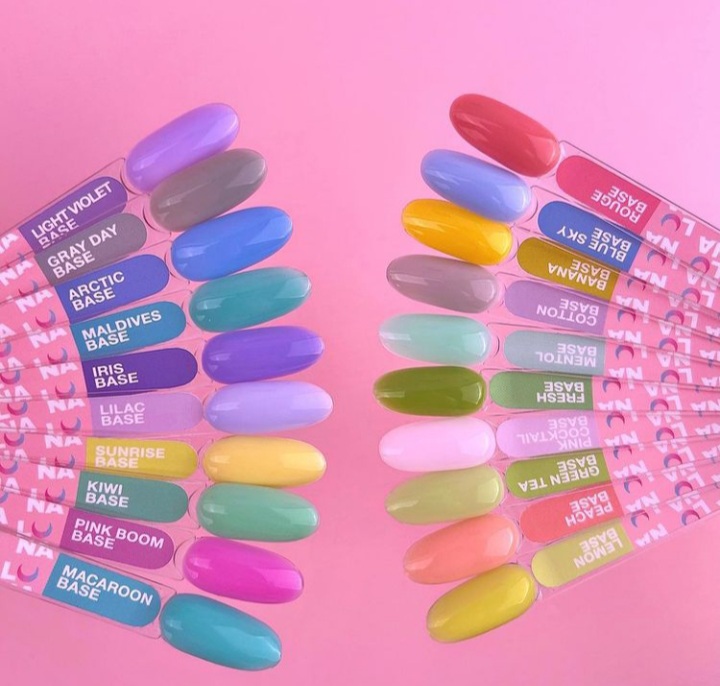 LIGHT VIOLET
BASE
GRAY DAY
BASE
ARCTIC
BASE
MALDIVES
BASE
IRIS
BASE
LILAC
BASE
SUNRISE
BASE
KIWI
BASE
PINK BOOM
BASE
MACAROON
BASE
ROUGE
BASE
BLUE SKY
BASE
BANANA
BASE
COTTON
BASE
MENTOL
BASE
FRESH
BASE
PINK
COCKTAIL
BASE
GREEN TEA
BASE
PEACH
BASE
LEMON
BASE